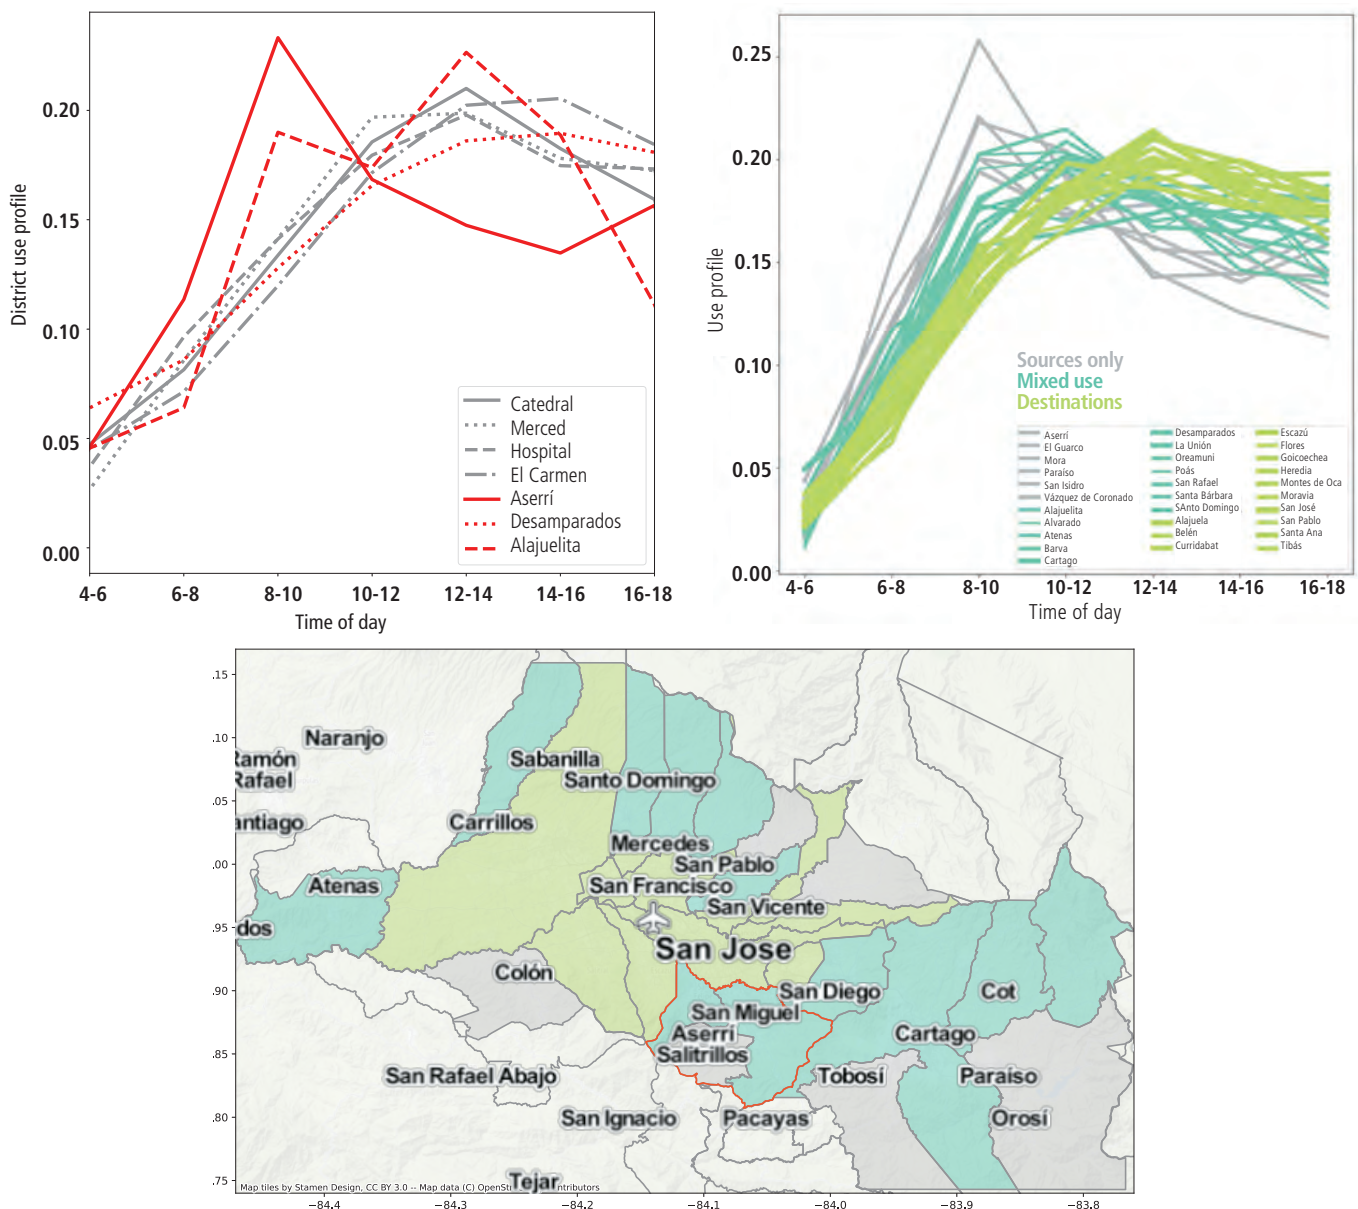 District use profile
0.20
0.15
0.10
0.05
0.00
4-6 6-8 8-10 10-12 12-14 14-16 16-18
Time of day
Catedral
Merced
Hospital
El Carmen
Aserrí
Desamparados
Alajuelita
Use profile
0.25
0.20
0.15
0.10
0.05
0.00
4-6 6-8 8-10 10-12 12-14 14-16 16-18
Time of day
Sources only
Mixed use
Destinations
Aserrí
El Guarco
Mora
Paraíso
San Isidro
Vázquez de Coronado
Alajuelita
Alvarado
Atenas
Barva
Cartago
Desamparados
La Unión
Oreamuni
Poás
San Rafael
Santa Bárbara
SAnto Domingo
Alajuela
Belén
Curridabat
Escazú
Flores
Goicoechea
Heredia
Montes de Oca
Moravia
San José
San Pablo
Santa Ana
Tibás
.15
.10
.05
.00
.95
.90
.85
.80
.75
Naranjo
Ramón
Rafael
Sabanilla
Santo Domingo
antiago
Carrillos
Mercedes
San Pablo
Atenas
San Francisco
San Vicente
dos
San Jose
Colón
San Diego
Cot
San Miguel
Aserrí
Cartago
Salitrillos
San Rafael Abajo
Tobosí
Paraíso
San Ignacio
Pacayas
Orosí
Tejar
Map tiles by Stamen Design, CC BY 3.0 -- Map data (C) OpenSt ntributors
−84.4 −84.3 −84.2 −84.1 −84.0 −83.9 −83.8